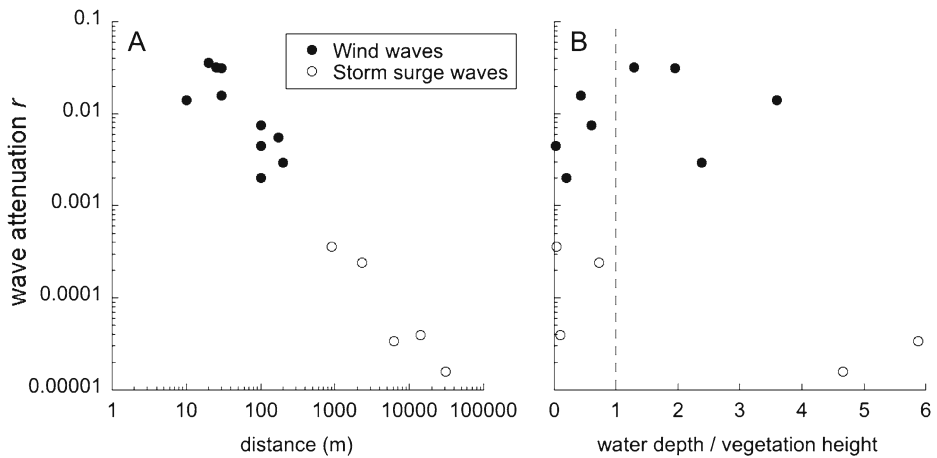 0.1
0.01
0.001
0.0001
0.00001
wave attenuation r
A
Wind waves
Storm surge waves
1 10 100 1000 10000 100000
distance (m)
B
0 1 2 3 4 5 6
water depth / vegetation height